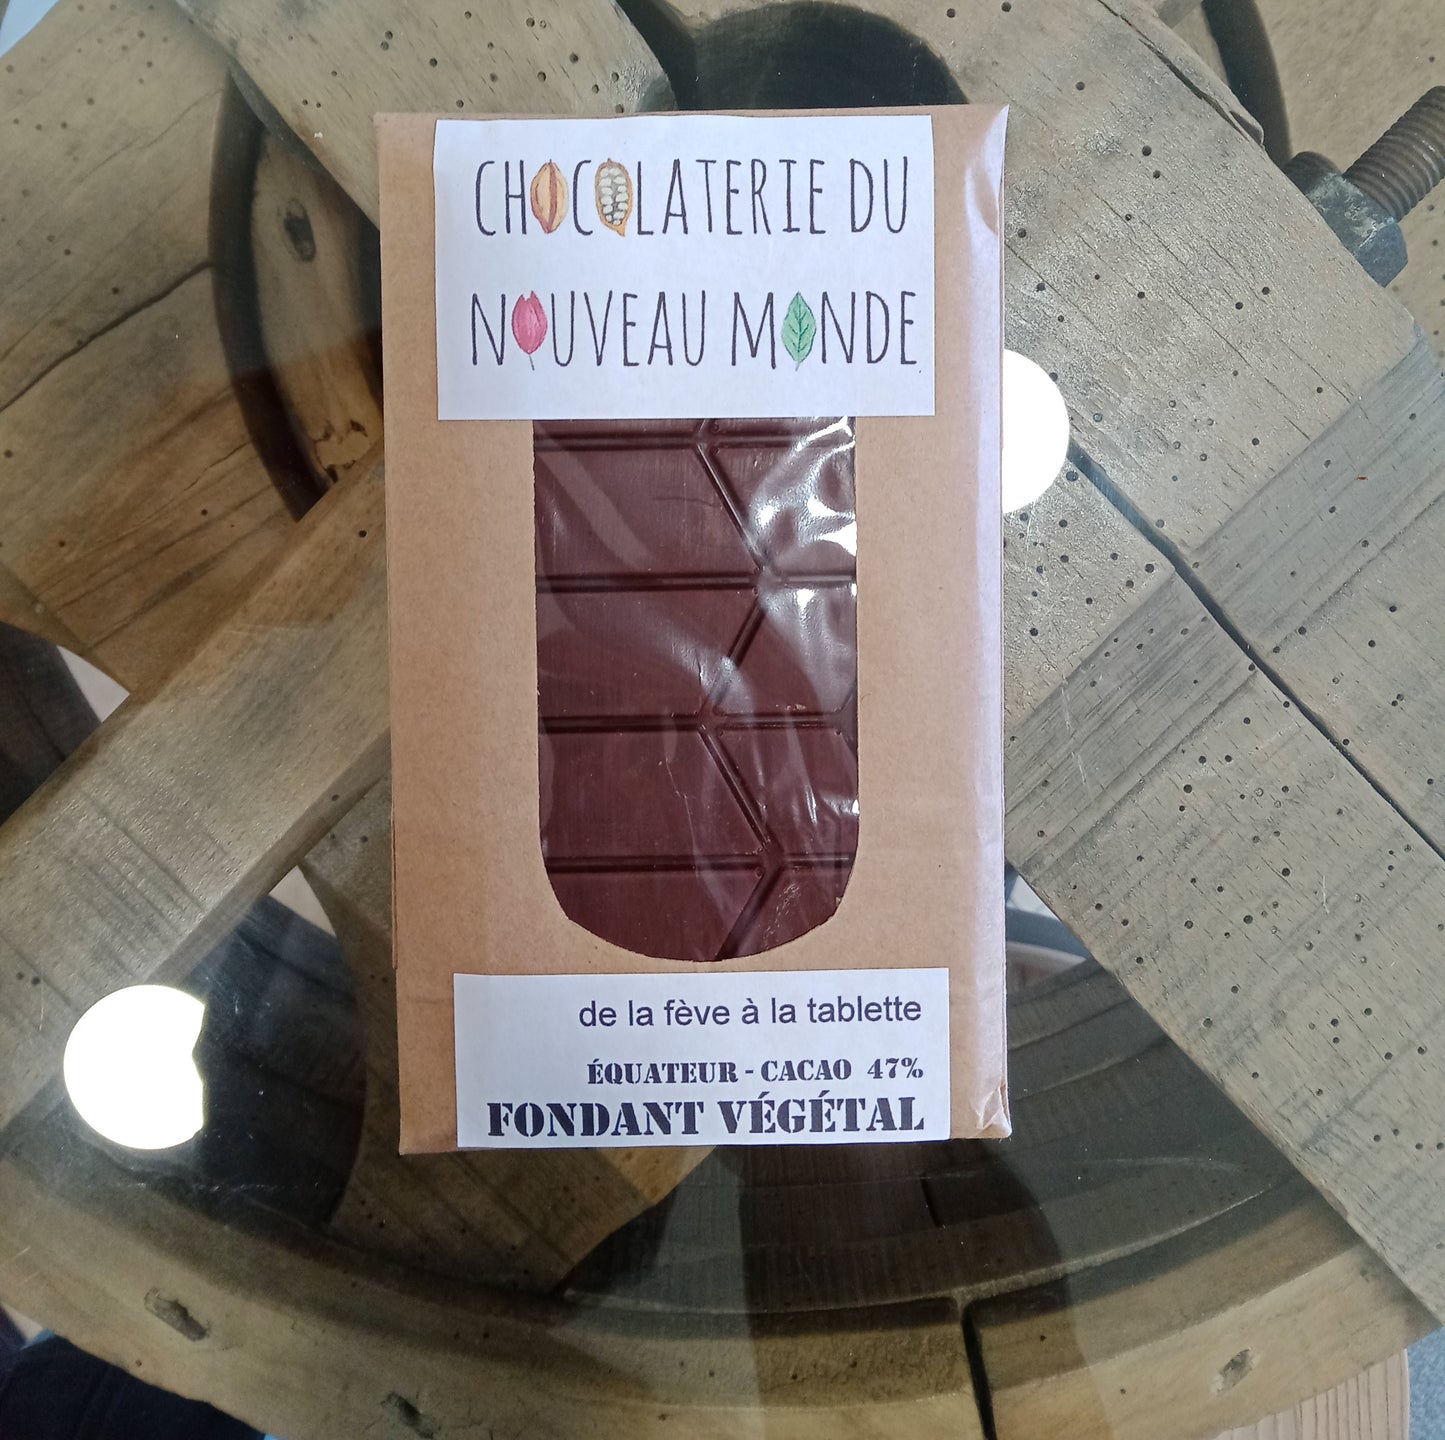 CHOCOLATERIE DU
NOUVEAU MONDE
de la fève à la tablette
ÉQUATEUR - CACAO 47%
FONDANT VÉGÉTAL